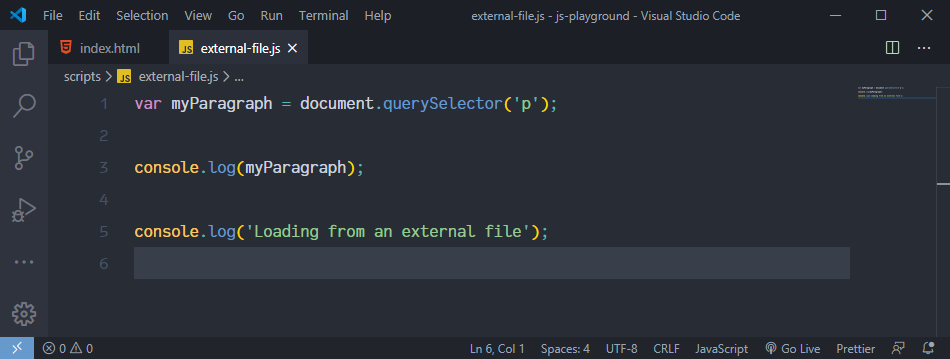 File Edit Selection View Go Run Terminal Help external-file.js - js-playground - Visual Studio Code
index.html JS external-file.js
scripts > JS external-file.js > ...
1 var myParagraph = document.querySelector('p');
2
3 console.log(myParagraph);
4
5 console.log('Loading from an external file');
6
0 0 Ln 6, Col 1 Spaces: 4 UTF-8 CRLF JavaScript Go Live Prettier